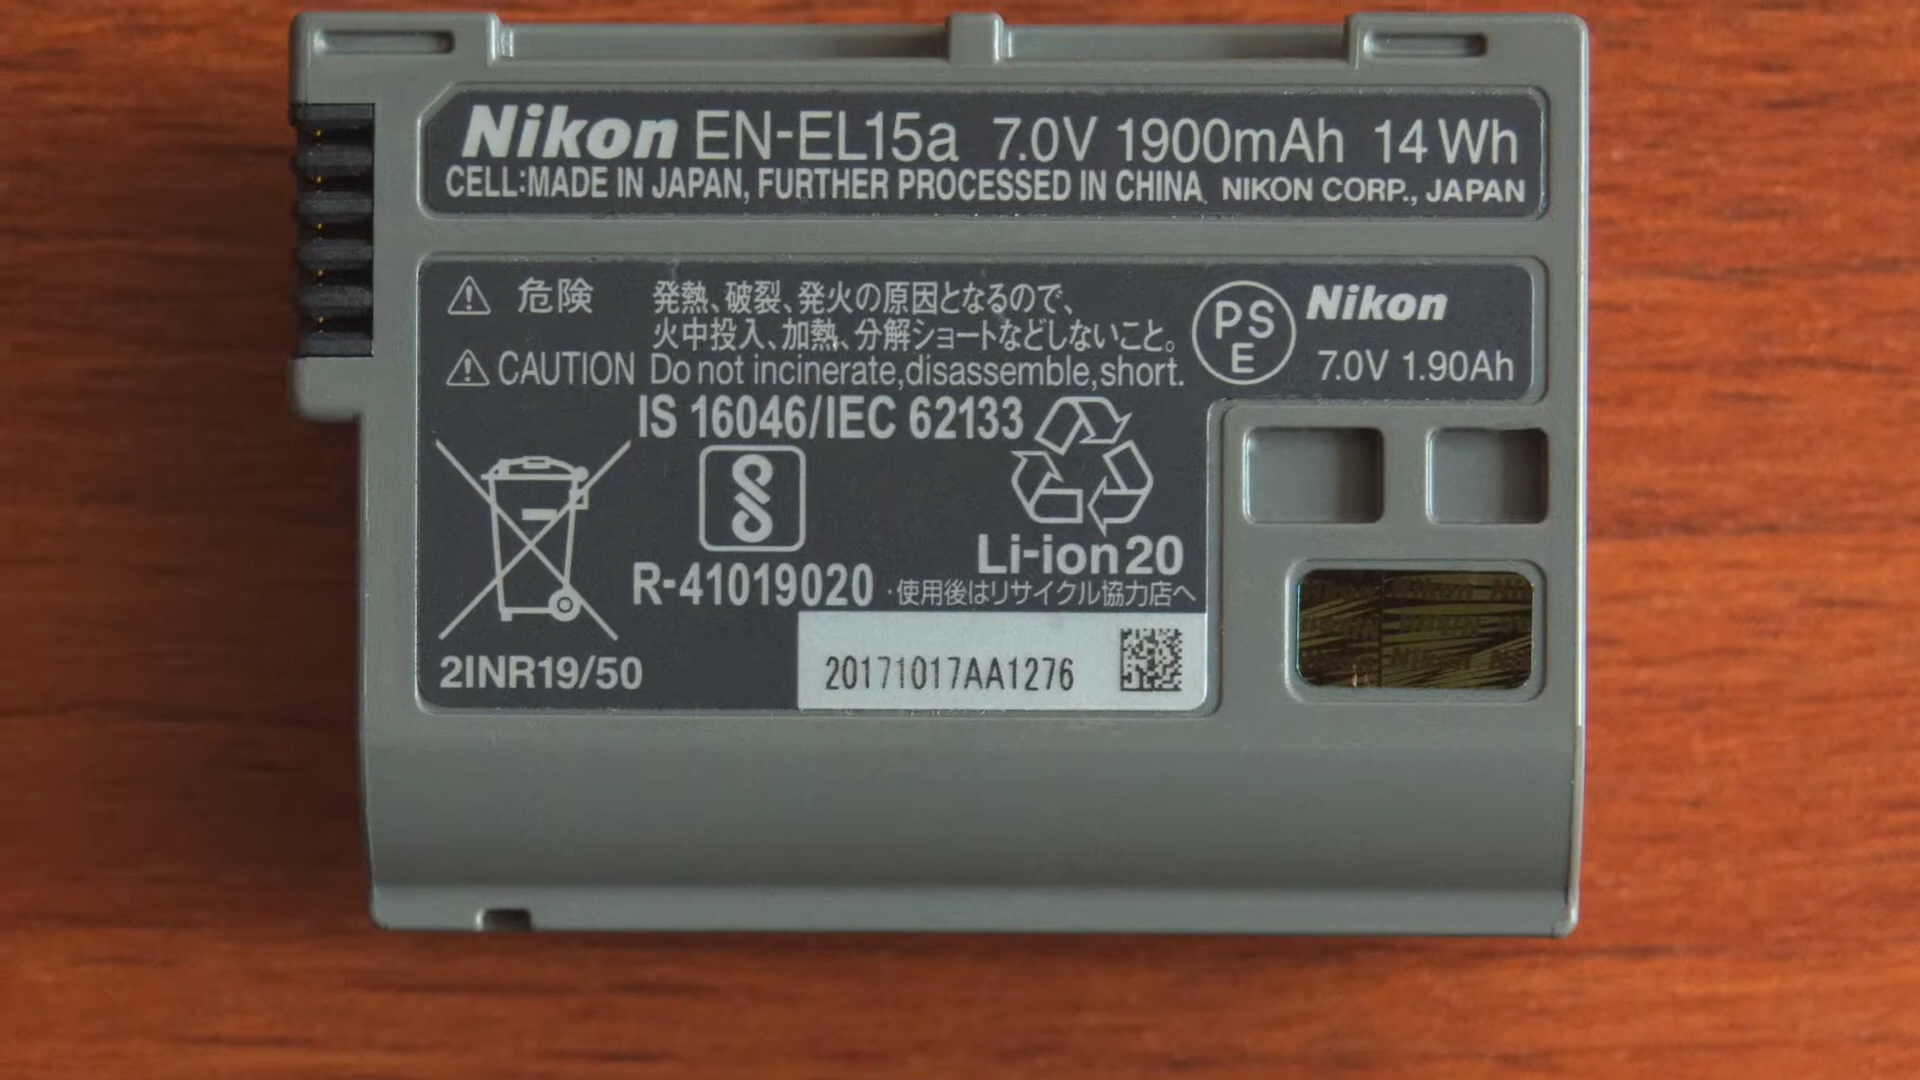 Nikon EN-EL15a 7.0V 1900mAh 14Wh
CELL:MADE IN JAPAN, FURTHER PROCESSED IN CHINA NIKON CORP., JAPAN
⚠ 危険 発熱、破裂、発火の原因となるので、
火中投入、加熱、分解ショートなどしないこと。
⚠ CAUTION Do not incinerate,disassemble,short.
PS
E
Nikon
7.0V 1.90Ah
IS 16046/IEC 62133
R-41019020
Li-ion20
・使用後はリサイクル協力店へ
2INR19/50
20171017AA1276
Nikon